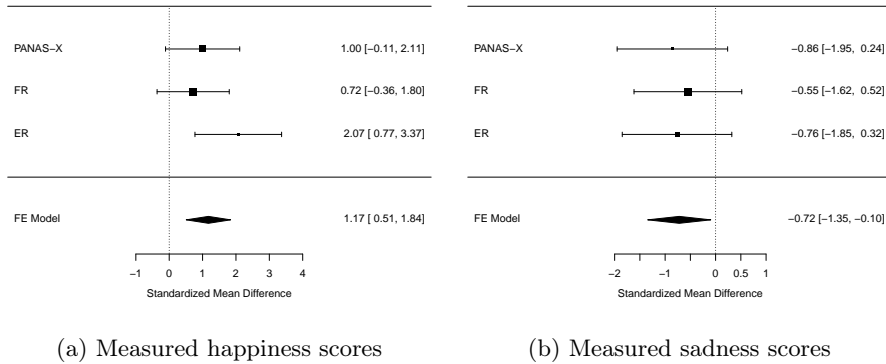 PANAS−X 1.00 [−0.11, 2.11]
FR 0.72 [−0.36, 1.80]
ER 2.07 [ 0.77, 3.37]
FE Model 1.17 [ 0.51, 1.84]
−1 0 1 2 3 4
Standardized Mean Difference
(a) Measured happiness scores
PANAS−X −0.86 [−1.95, 0.24]
FR −0.55 [−1.62, 0.52]
ER −0.76 [−1.85, 0.32]
FE Model −0.72 [−1.35, −0.10]
−2 −1 0 0.5 1
Standardized Mean Difference
(b) Measured sadness scores